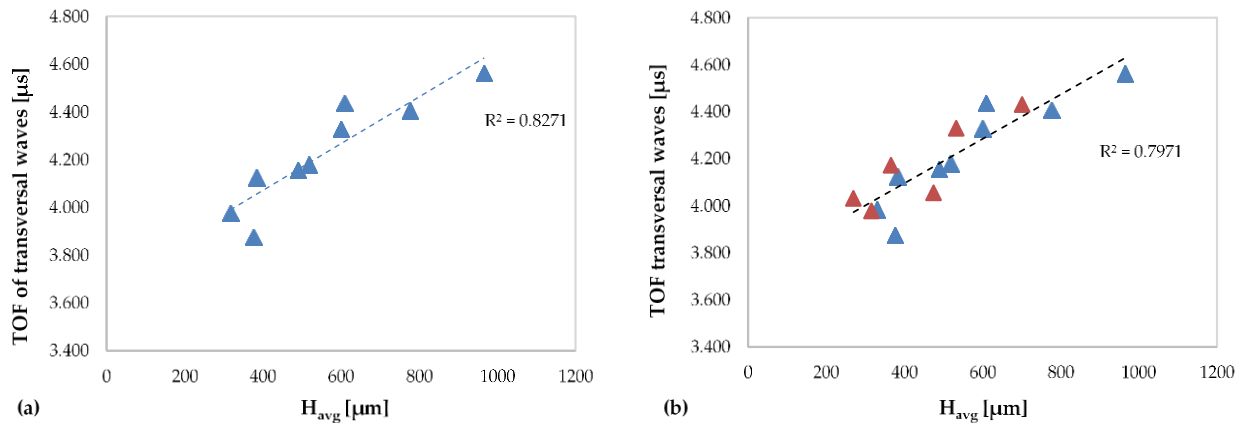 4.800
4.600
4.400
4.200
4.000
3.800
3.600
3.400
TOF of transversal waves [µs]
R² = 0.8271
0 200 400 600 800 1000 1200
(a) Havg [µm]
4.800
4.600
4.400
4.200
4.000
3.800
3.600
3.400
TOF transversal waves [µs]
R² = 0.7971
0 200 400 600 800 1000 1200
(b) Havg [µm]